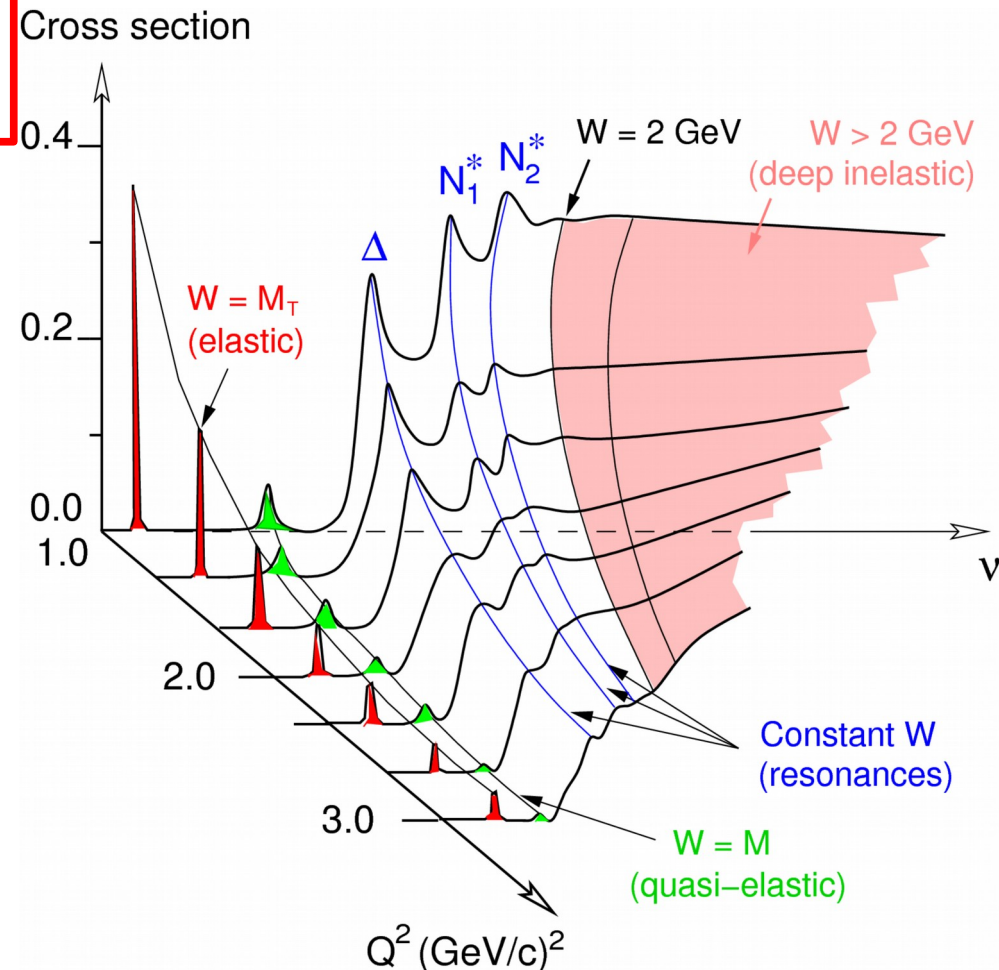 Cross section
0.4
W = 2 GeV
W > 2 GeV
(deep inelastic)
N₁*
N₂*
Δ
W = M_T
(elastic)
0.2
0.0
1.0
ν
2.0
Constant W
(resonances)
3.0
W = M
(quasi−elastic)
Q² (GeV/c)²